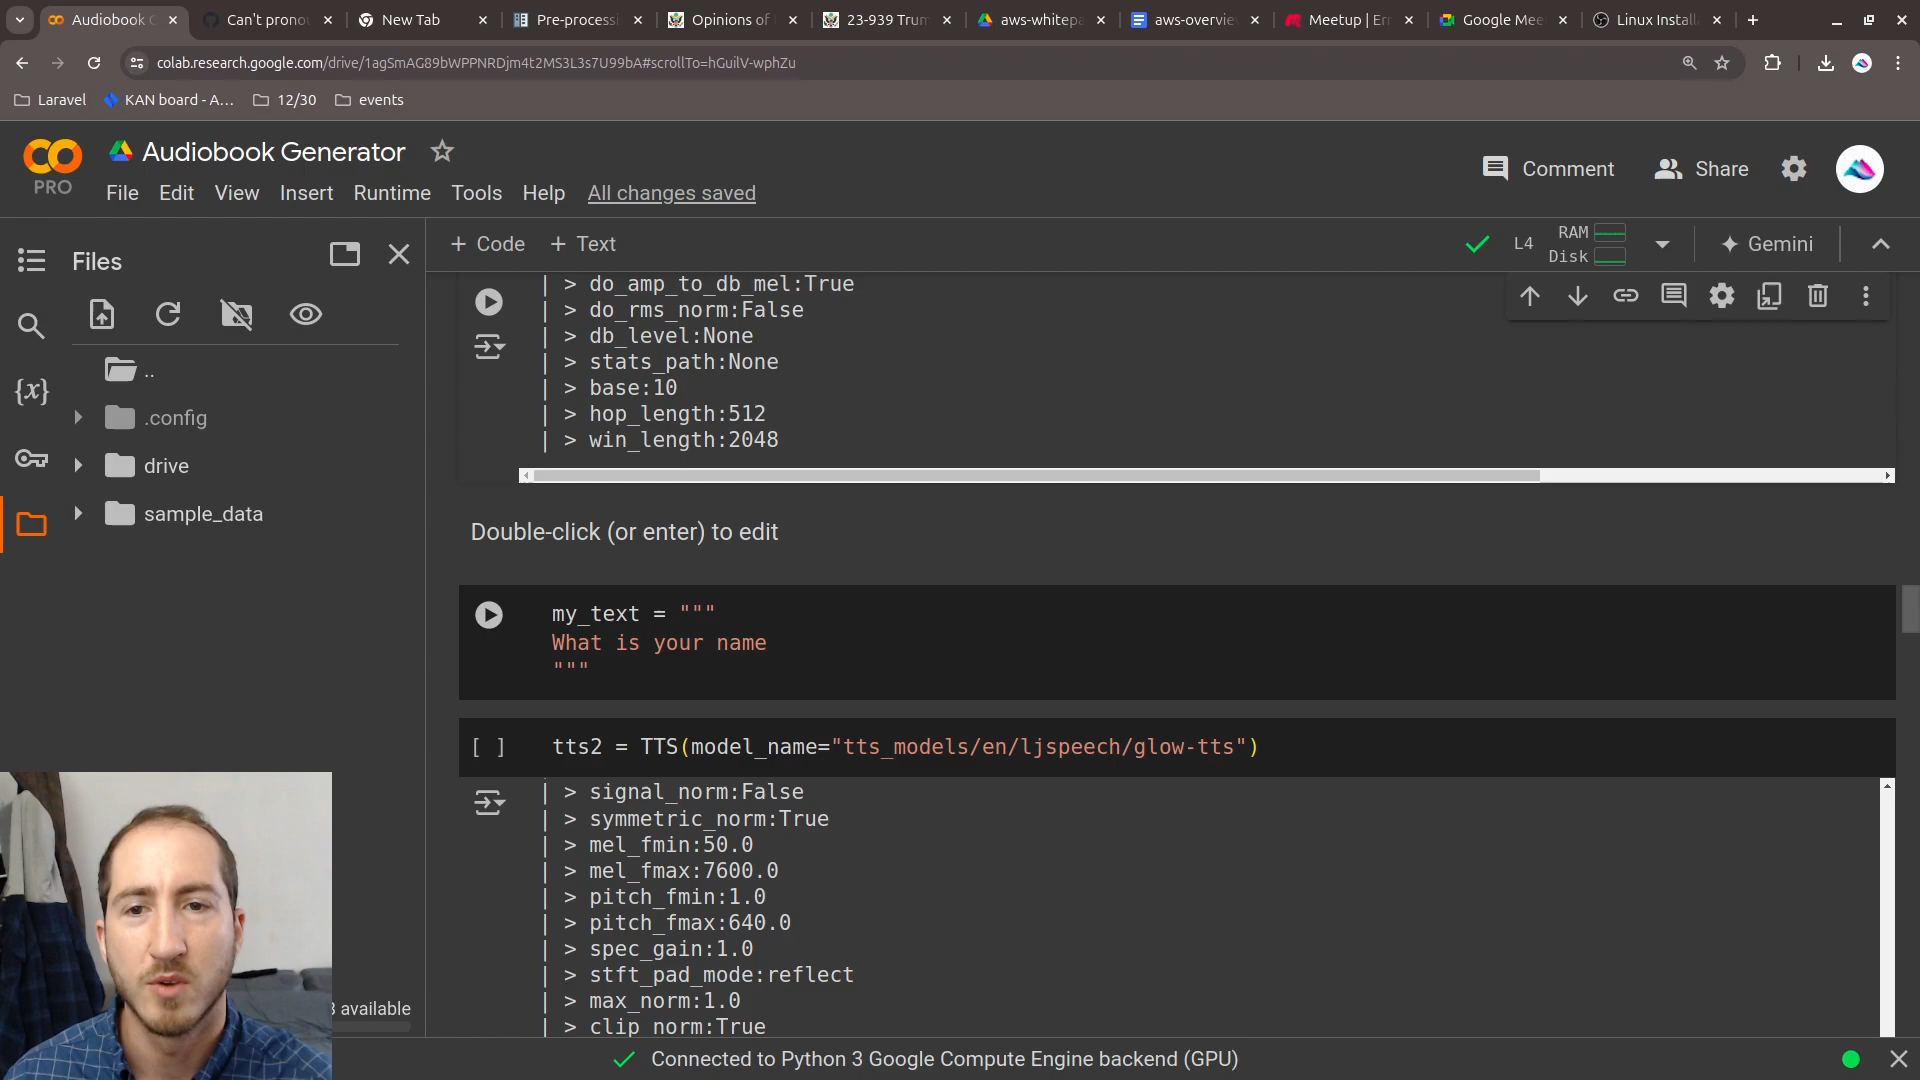 Audiobook G
Can't pronou
New Tab
Pre-processi
Opinions of
23-939 Trum
aws-whitepa
aws-overvie
Meetup | Err
Google Mee
Linux Install
colab.research.google.com/drive/1agSmAG89bWPPNRDjm4t2MS3L3s7U99bA#scrollTo=hGuilV-wphZu
Laravel
KAN board - A...
12/30
events
PRO
Audiobook Generator
File Edit View Insert Runtime Tools Help All changes saved
Comment
Share
Files
+ Code + Text
L4
RAM
Disk
Gemini
..
.config
drive
sample_data
{x}
| > do_amp_to_db_mel:True
| > do_rms_norm:False
| > db_level:None
| > stats_path:None
| > base:10
| > hop_length:512
| > win_length:2048
Double-click (or enter) to edit
my_text = """
What is your name
"""
[ ] tts2 = TTS(model_name="tts_models/en/ljspeech/glow-tts")
| > signal_norm:False
| > symmetric_norm:True
| > mel_fmin:50.0
| > mel_fmax:7600.0
| > pitch_fmin:1.0
| > pitch_fmax:640.0
| > spec_gain:1.0
| > stft_pad_mode:reflect
| > max_norm:1.0
| > clip_norm:True
available
Connected to Python 3 Google Compute Engine backend (GPU)